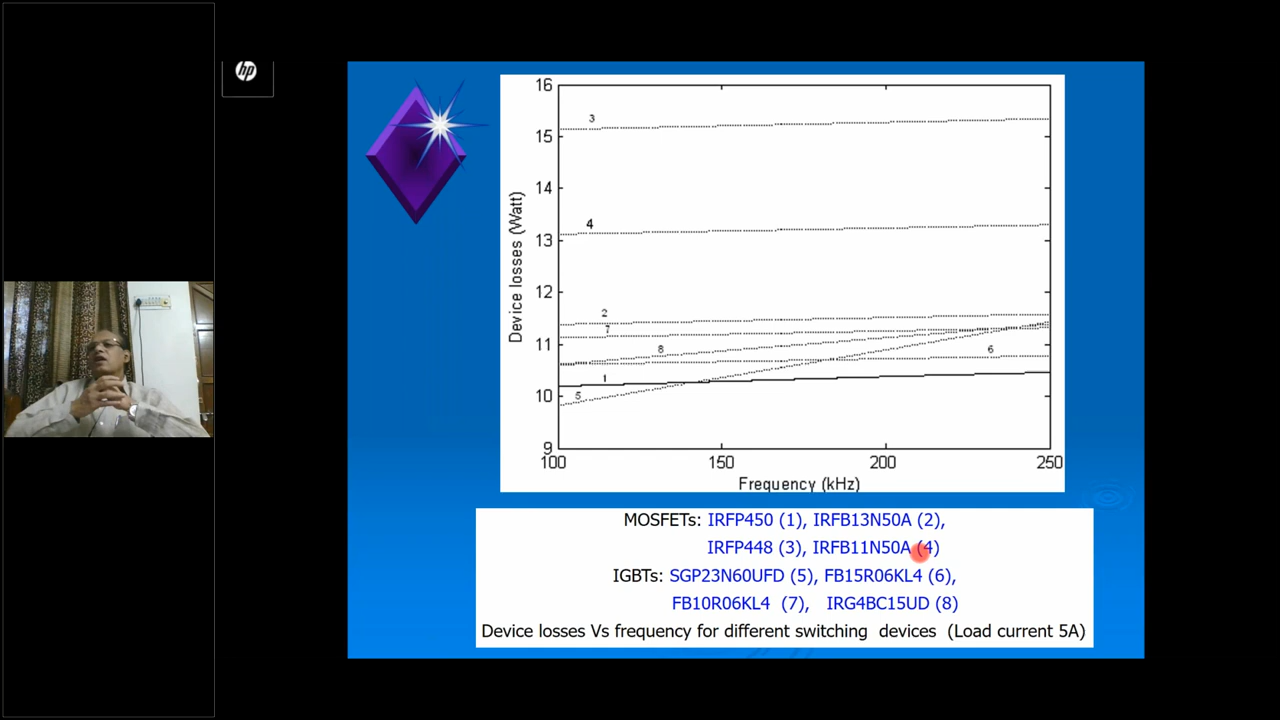 hp
16
15
14
13
12
11
10
9
Device losses (Watt)
3
4
2
7
8
6
1
5
100 150 200 250
Frequency (kHz)
MOSFETs: IRFP450 (1), IRFB13N50A (2),
IRFP448 (3), IRFB11N50A (4)
IGBTs: SGP23N60UFD (5), FB15R06KL4 (6),
FB10R06KL4 (7), IRG4BC15UD (8)
Device losses Vs frequency for different switching devices (Load current 5A)